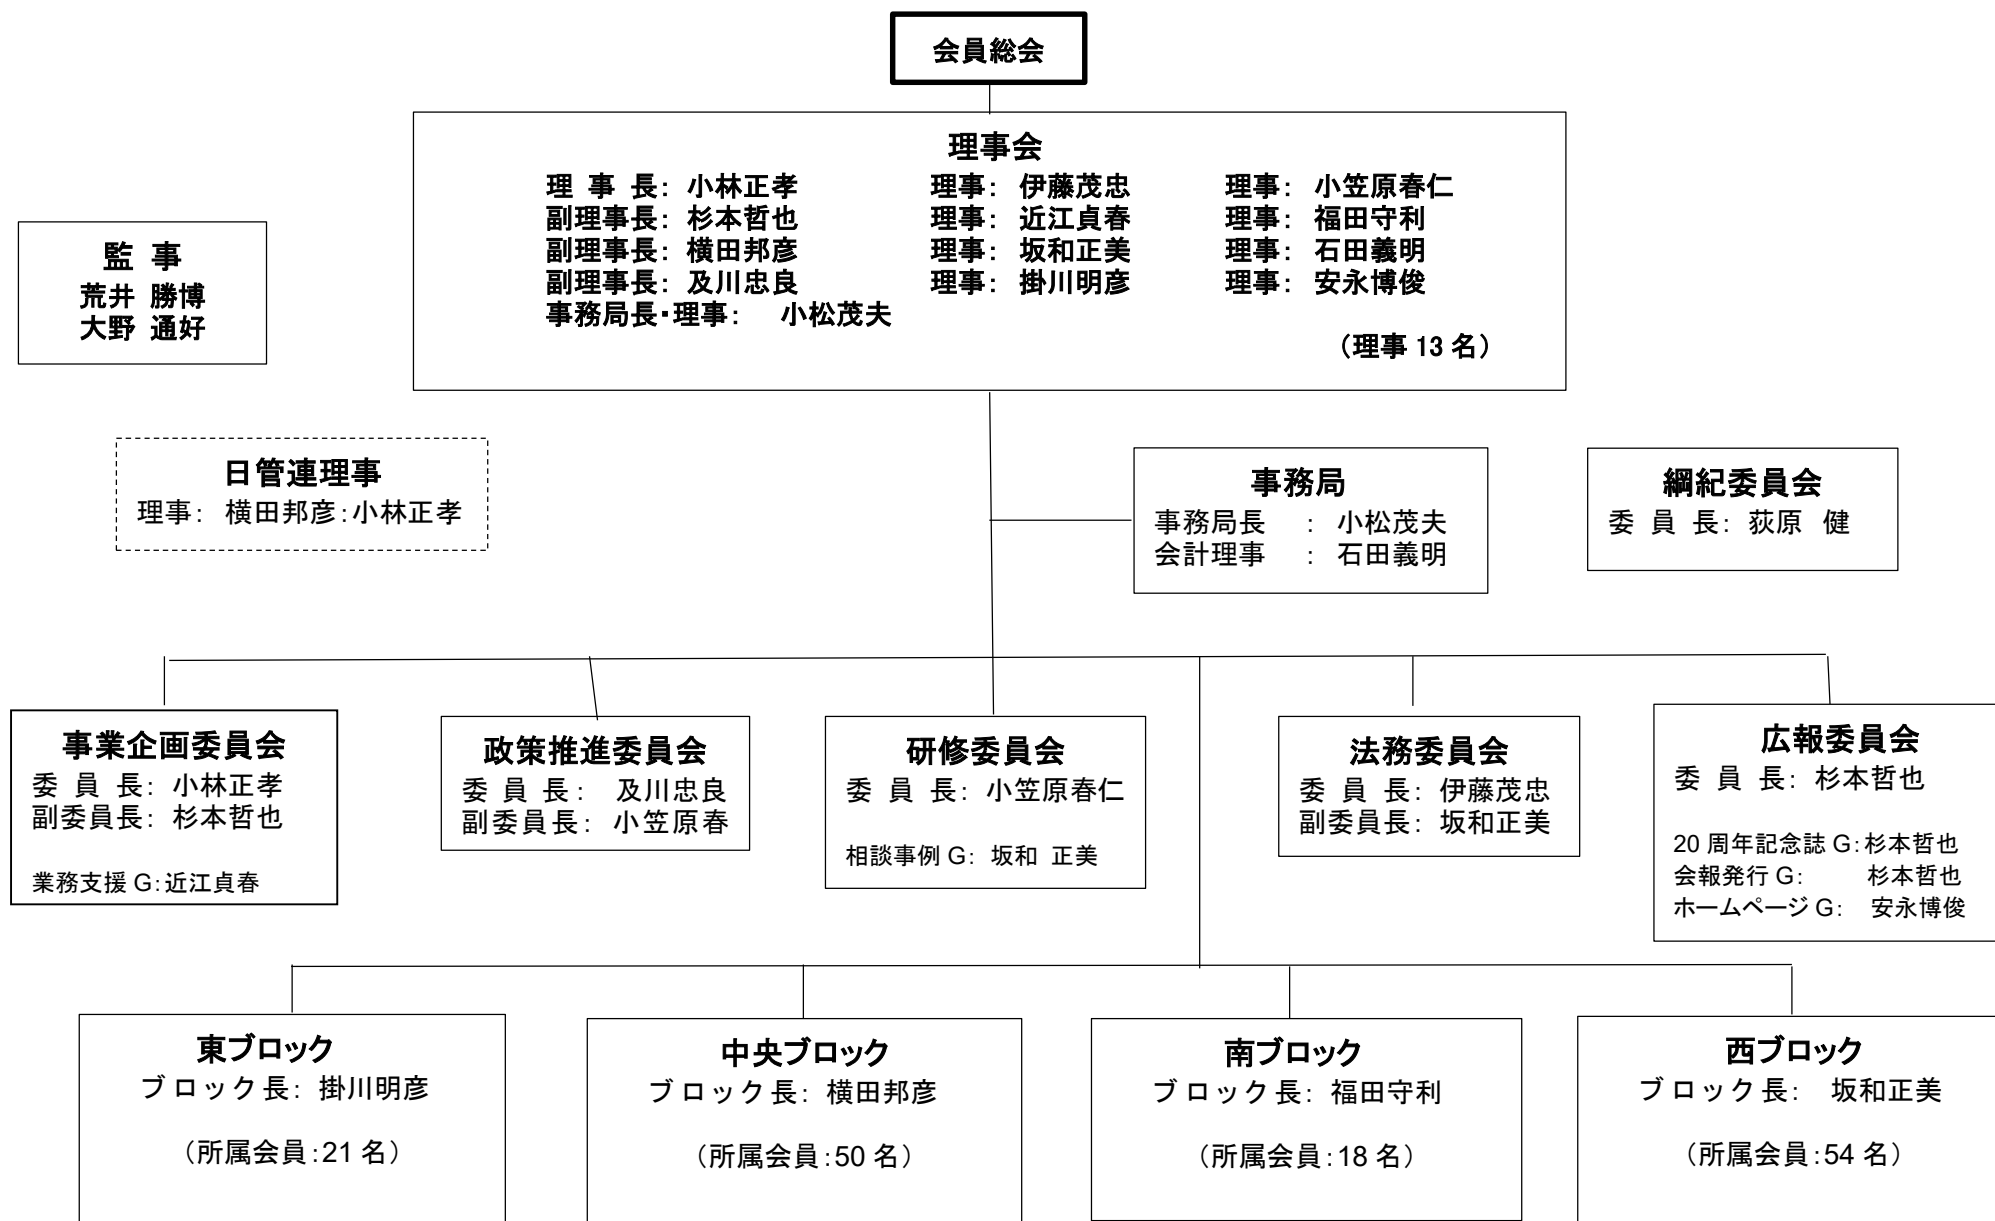 会員総会
理事会
理 事 長： 小林正孝 理事： 伊藤茂忠 理事： 小笠原春仁
副理事長： 杉本哲也 理事： 近江貞春 理事： 福田守利
副理事長： 横田邦彦 理事： 坂和正美 理事： 石田義明
副理事長： 及川忠良 理事： 掛川明彦 理事： 安永博俊
事務局長・理事： 小松茂夫
（理事 13 名）
監 事
荒井 勝博
大野 通好
日管連理事
理事： 横田邦彦：小林正孝
事務局
事務局長 ： 小松茂夫
会計理事 ： 石田義明
綱紀委員会
委 員 長： 荻原 健
事業企画委員会
委 員 長： 小林正孝
副委員長： 杉本哲也
業務支援 G：近江貞春
政策推進委員会
委 員 長： 及川忠良
副委員長： 小笠原春
研修委員会
委 員 長： 小笠原春仁
相談事例 G： 坂和 正美
法務委員会
委 員 長： 伊藤茂忠
副委員長： 坂和正美
広報委員会
委 員 長： 杉本哲也
20 周年記念誌 G：杉本哲也
会報発行 G： 杉本哲也
ホームページ G： 安永博俊
東ブロック
ブロック長： 掛川明彦
（所属会員：21 名）
中央ブロック
ブロック長： 横田邦彦
（所属会員：50 名）
南ブロック
ブロック長： 福田守利
（所属会員：18 名）
西ブロック
ブロック長： 坂和正美
（所属会員：54 名）